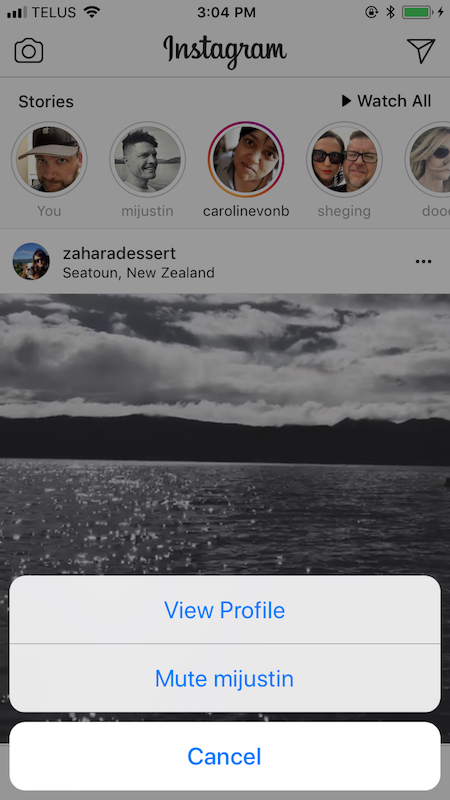 TELUS 3:04 PM
Instagram
Stories Watch All
You mijustin carolinevonb sheging dooc
zaharadessert
Seatoun, New Zealand
View Profile
Mute mijustin
Cancel